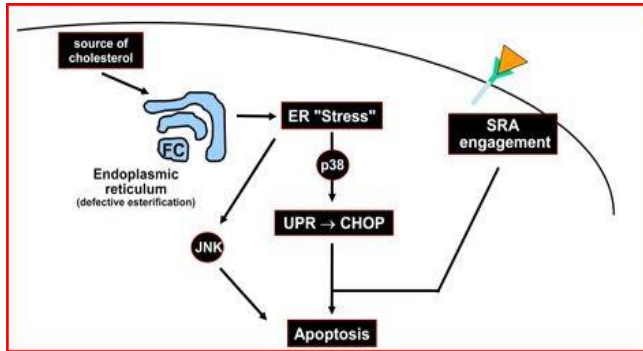 source of
cholesterol
FC
Endoplasmic
reticulum
(defective esterification)
ER "Stress"
p38
UPR → CHOP
JNK
SRA
engagement
Apoptosis